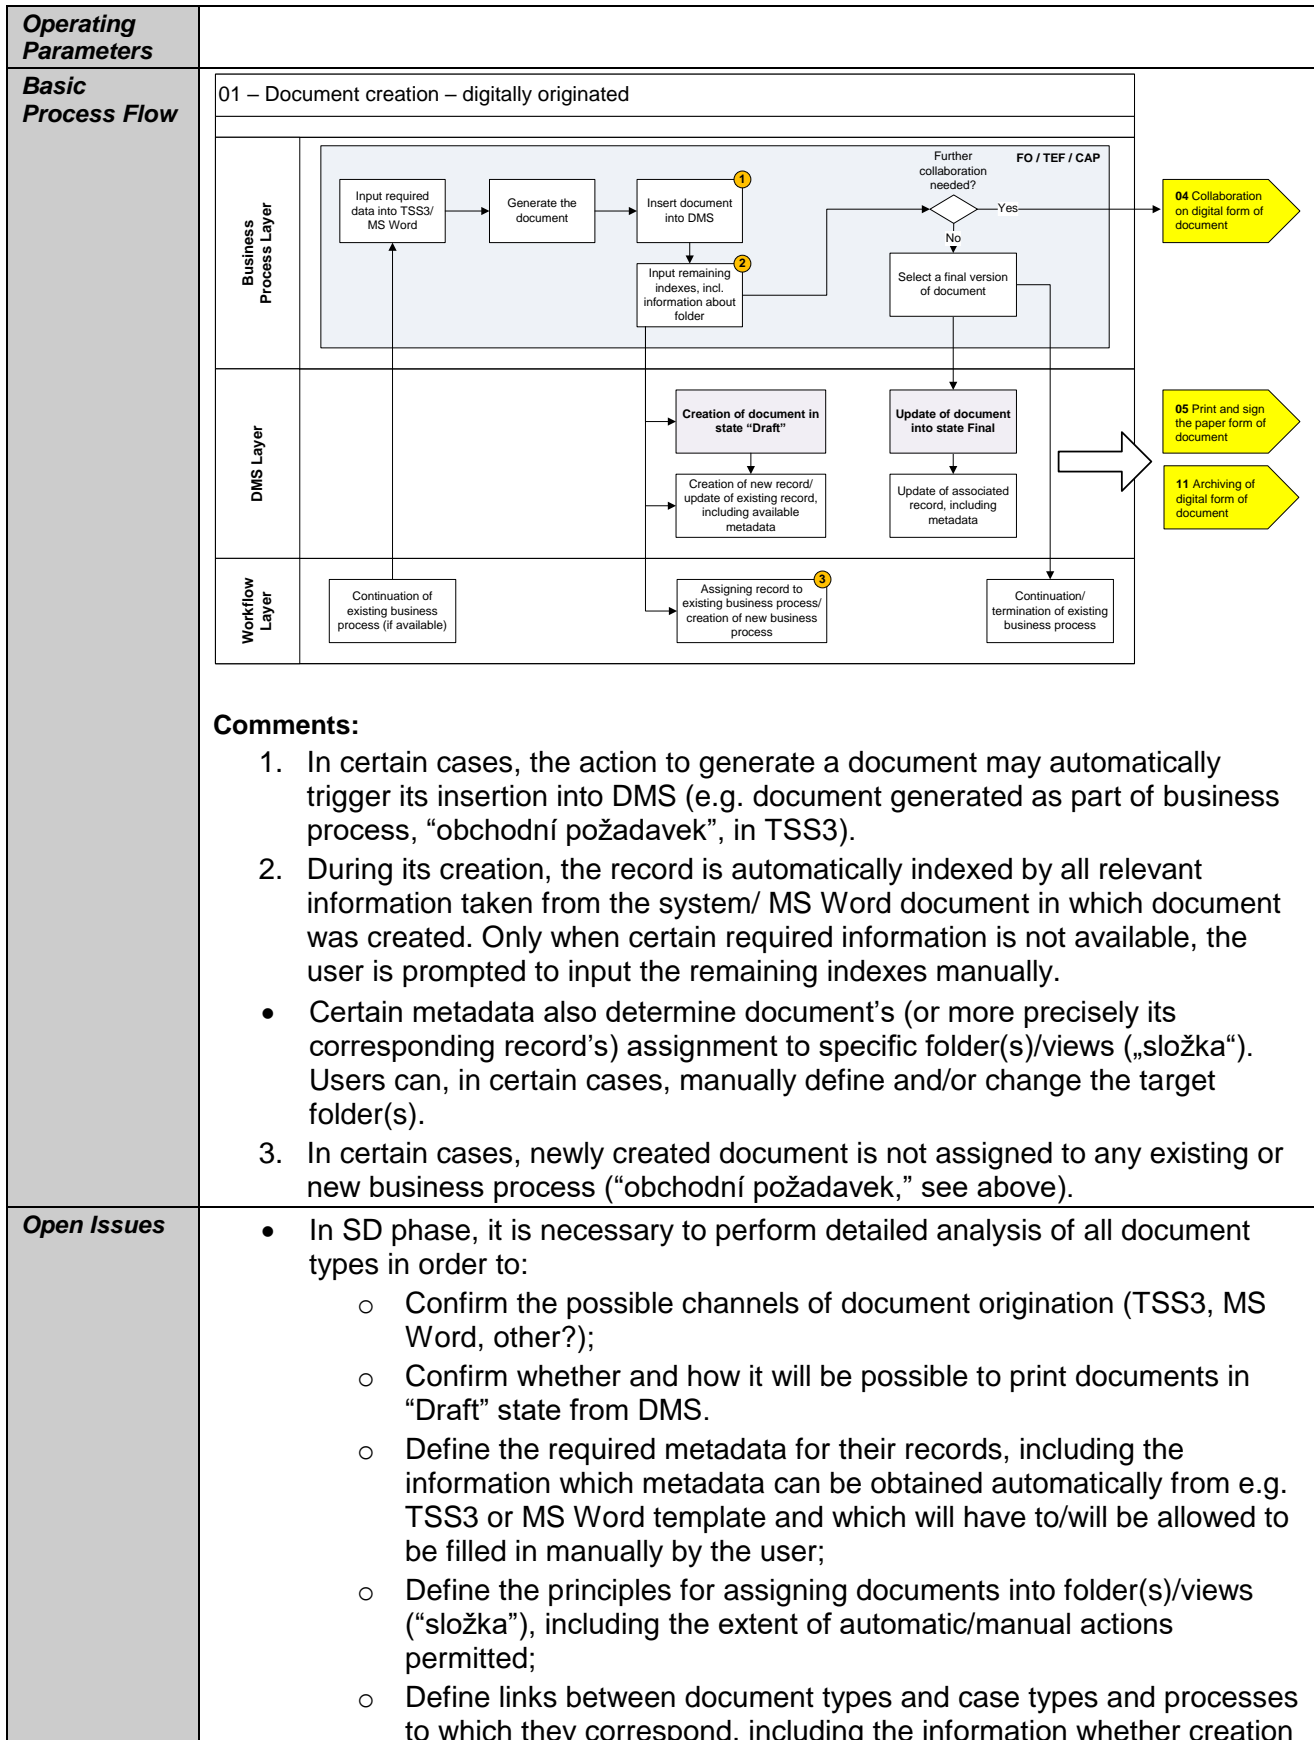 Operating
Parameters
Basic
Process Flow
01 – Document creation – digitally originated
Business
Process Layer
FO / TEF / CAP
Input required
data into TSS3/
MS Word
Generate the
document
1
Insert document
into DMS
2
Input remaining
indexes, incl.
information about
folder
Further
collaboration
needed?
Yes
No
Select a final version
of document
04 Collaboration
on digital form of
document
DMS Layer
Creation of document in
state “Draft”
Creation of new record/
update of existing record,
including available
metadata
Update of document
into state Final
Update of associated
record, including
metadata
05 Print and sign
the paper form of
document
11 Archiving of
digital form of
document
Workflow
Layer
Continuation of
existing business
process (if available)
3
Assigning record to
existing business process/
creation of new business
process
Continuation/
termination of existing
business process
Comments:
1. In certain cases, the action to generate a document may automatically
trigger its insertion into DMS (e.g. document generated as part of business
process, “obchodní požadavek”, in TSS3).
2. During its creation, the record is automatically indexed by all relevant
information taken from the system/ MS Word document in which document
was created. Only when certain required information is not available, the
user is prompted to input the remaining indexes manually.
• Certain metadata also determine document’s (or more precisely its
corresponding record’s) assignment to specific folder(s)/views („složka“).
Users can, in certain cases, manually define and/or change the target
folder(s).
3. In certain cases, newly created document is not assigned to any existing or
new business process (“obchodní požadavek,” see above).
Open Issues
• In SD phase, it is necessary to perform detailed analysis of all document
types in order to:
o Confirm the possible channels of document origination (TSS3, MS
Word, other?);
o Confirm whether and how it will be possible to print documents in
“Draft” state from DMS.
o Define the required metadata for their records, including the
information which metadata can be obtained automatically from e.g.
TSS3 or MS Word template and which will have to/will be allowed to
be filled in manually by the user;
o Define the principles for assigning documents into folder(s)/views
(“složka”), including the extent of automatic/manual actions
permitted;
o Define links between document types and case types and processes
to which they correspond, including the information whether creation